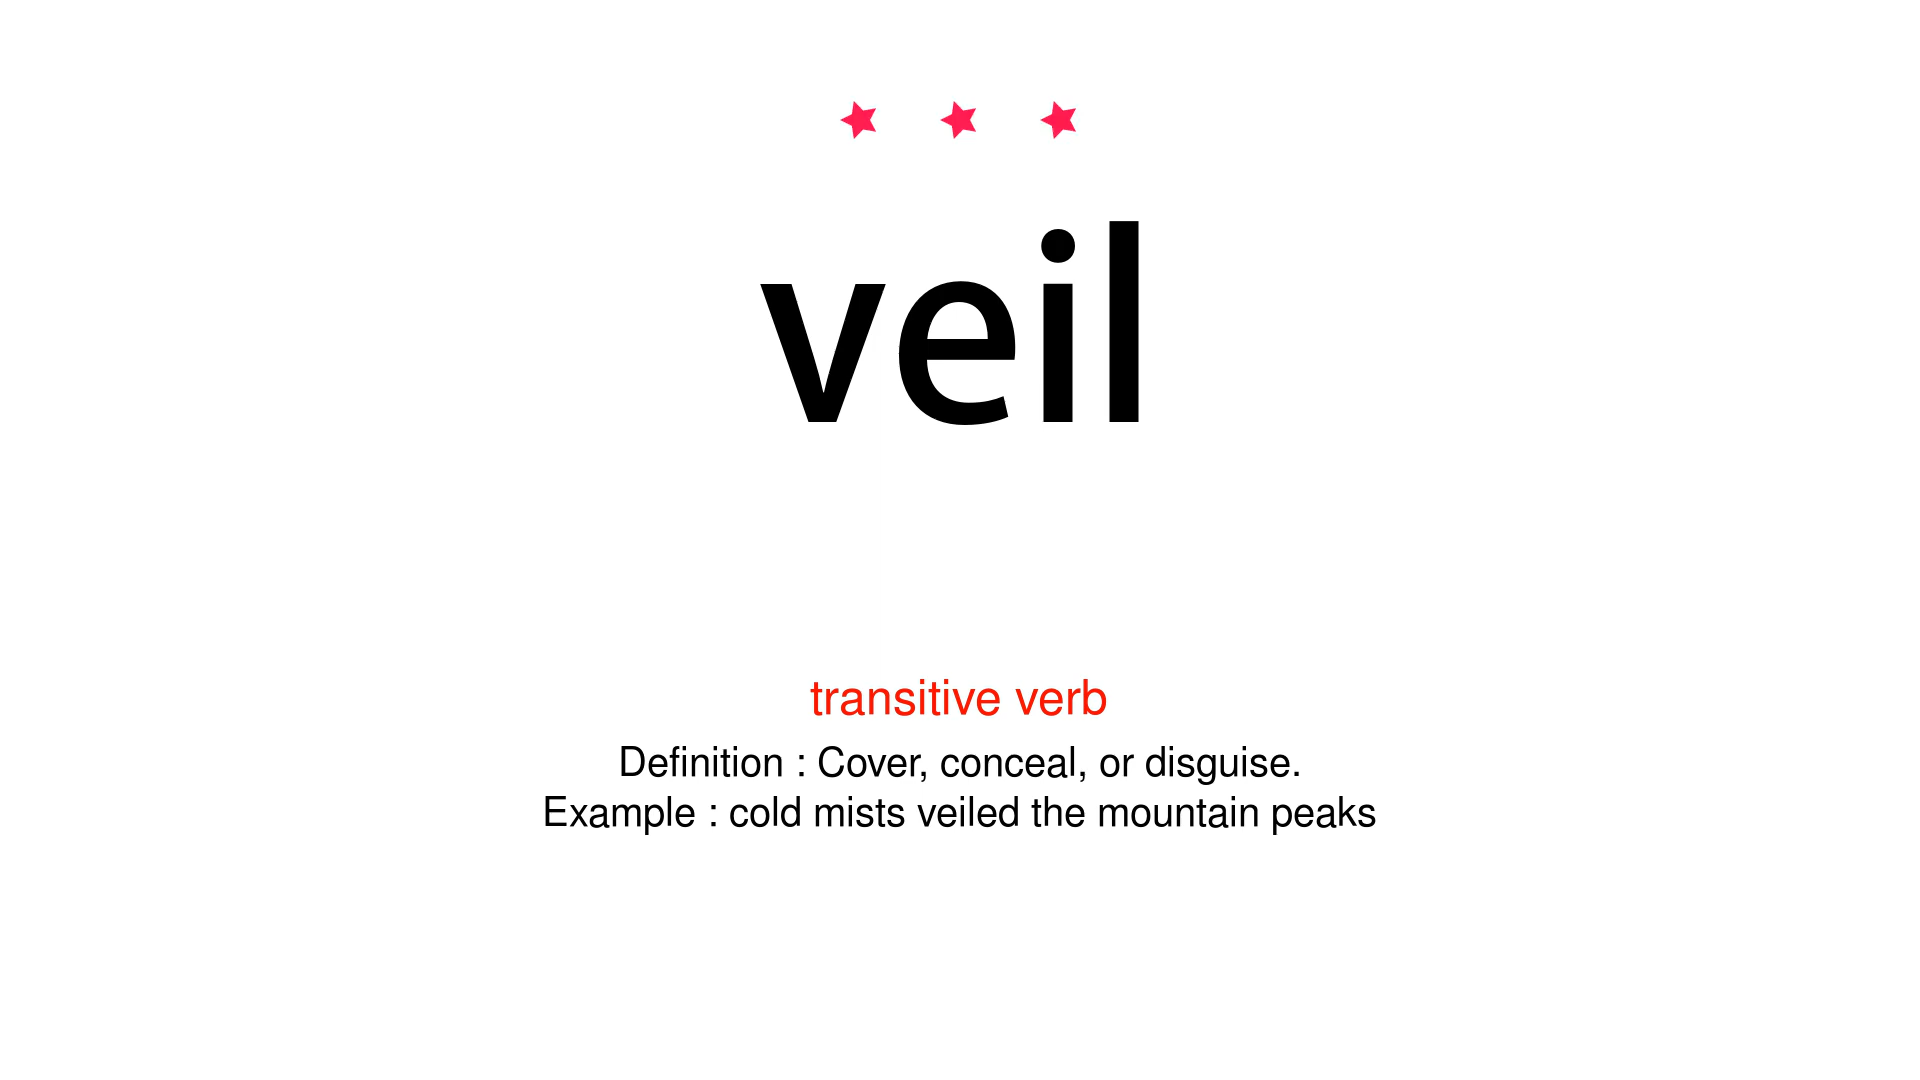 veil
transitive verb
Definition : Cover, conceal, or disguise.
Example : cold mists veiled the mountain peaks